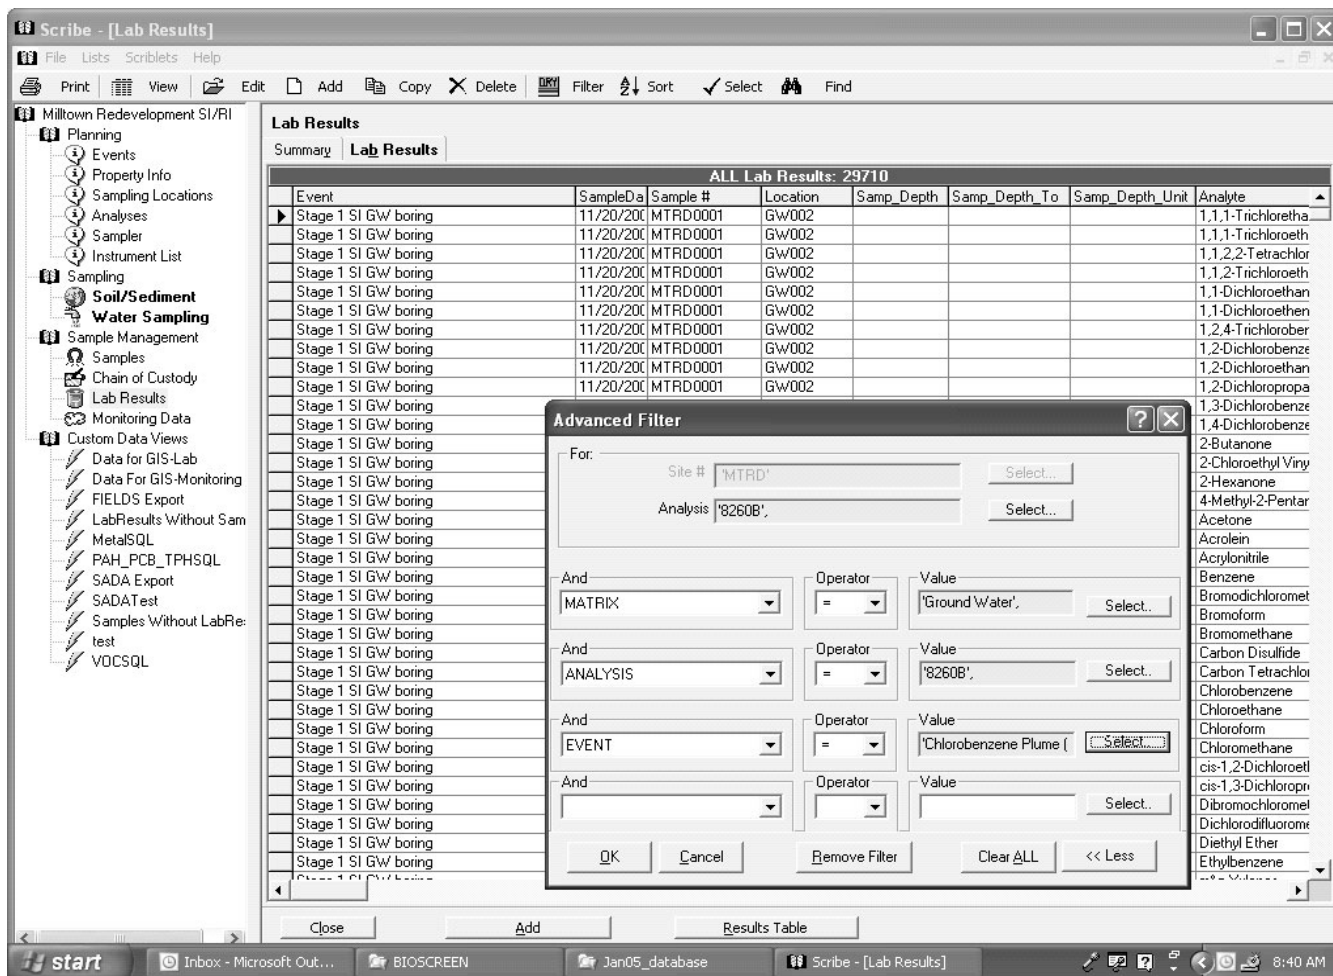 Scribe - [Lab Results]
File Lists Scriblets Help
Print View Edit Add Copy Delete QRY Filter Sort Select Find
Milltown Redevelopment SI/RI
Planning
Events
Property Info
Sampling Locations
Analyses
Sampler
Instrument List
Sampling
Soil/Sediment
Water Sampling
Sample Management
Samples
Chain of Custody
Lab Results
Monitoring Data
Custom Data Views
Data for GIS-Lab
Data For GIS-Monitoring
FIELDS Export
LabResults Without Sam
MetalSQL
PAH_PCB_TPHSQL
SADA Export
SADATest
Samples Without LabRe:
test
VOCSQL
Lab Results
Summary Lab Results
ALL Lab Results: 29710
Event SampleDa Sample # Location Samp_Depth Samp_Depth_To Samp_Depth_Unit Analyte
Stage 1 SI GW boring 11/20/200 MTRD0001 GW002 1,1,1-Trichloretha
Stage 1 SI GW boring 11/20/200 MTRD0001 GW002 1,1,1-Trichloroeth
Stage 1 SI GW boring 11/20/200 MTRD0001 GW002 1,1,2,2-Tetrachlor
Stage 1 SI GW boring 11/20/200 MTRD0001 GW002 1,1,2-Trichloroeth
Stage 1 SI GW boring 11/20/200 MTRD0001 GW002 1,1-Dichloroethan
Stage 1 SI GW boring 11/20/200 MTRD0001 GW002 1,1-Dichloroethen
Stage 1 SI GW boring 11/20/200 MTRD0001 GW002 1,2,4-Trichlorober
Stage 1 SI GW boring 11/20/200 MTRD0001 GW002 1,2-Dichlorobenze
Stage 1 SI GW boring 11/20/200 MTRD0001 GW002 1,2-Dichloroethan
Stage 1 SI GW boring 11/20/200 MTRD0001 GW002 1,2-Dichloropropa
Stage 1 SI GW boring 1,3-Dichlorobenze
Stage 1 SI GW boring 1,4-Dichlorobenze
Stage 1 SI GW boring 2-Butanone
Stage 1 SI GW boring 2-Chloroethyl Viny
Stage 1 SI GW boring 2-Hexanone
Stage 1 SI GW boring 4-Methyl-2-Pentar
Stage 1 SI GW boring Acetone
Stage 1 SI GW boring Acrolein
Stage 1 SI GW boring Acrylonitrile
Stage 1 SI GW boring Benzene
Stage 1 SI GW boring Bromodichloromet
Stage 1 SI GW boring Bromoform
Stage 1 SI GW boring Bromomethane
Stage 1 SI GW boring Carbon Disulfide
Stage 1 SI GW boring Carbon Tetrachlor
Stage 1 SI GW boring Chlorobenzene
Stage 1 SI GW boring Chloroethane
Stage 1 SI GW boring Chloroform
Stage 1 SI GW boring Chloromethane
Stage 1 SI GW boring cis-1,2-Dichloroetl
Stage 1 SI GW boring cis-1,3-Dichloropr
Stage 1 SI GW boring Dibromochloromet
Stage 1 SI GW boring Dichlorodifluorome
Stage 1 SI GW boring Diethyl Ether
Stage 1 SI GW boring Ethylbenzene
Advanced Filter
For:
Site # 'MTRD' Select...
Analysis '8260B', Select...
And Operator Value
MATRIX = 'Ground Water', Select..
And Operator Value
ANALYSIS = '8260B', Select..
And Operator Value
EVENT = 'Chlorobenzene Plume ( Select..
And Operator Value
Select..
OK Cancel Remove Filter Clear ALL << Less
Close Add Results Table
start Inbox - Microsoft Out... BIOSCREEN Jan05_database Scribe - [Lab Results] 8:40 AM